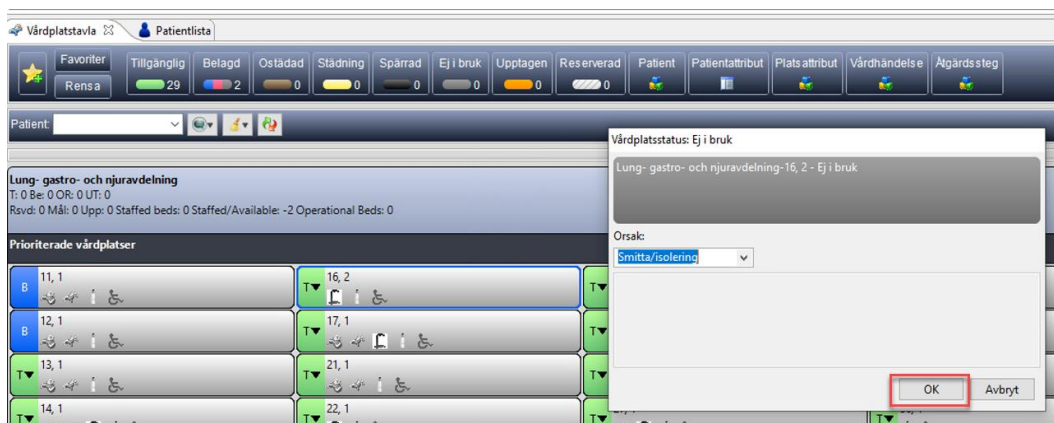 Vårdplatstavla Patientlista
Favoriter Tillgänglig Belagd Ostädad Städning Spärrad Ej i bruk Upptagen Reserverad Patient Patientattribut Platsattribut Vårdhändelse Åtgärdssteg
Rensa 29 2 0 0 0 0 0 0
Patient:
Vårdplatsstatus: Ej i bruk
Lung- gastro- och njuravdelning-16, 2 - Ej i bruk
Orsak:
Smitta/isolering
OK Avbryt
Lung- gastro- och njuravdelning
T: 0 Be: 0 OR: 0 UT: 0
Rsvd: 0 Mål: 0 Upp: 0 Staffed beds: 0 Staffed/Available: -2 Operational Beds: 0
Prioriterade vårdplatser
B 11, 1 T 16, 2 T
B 12, 1 T 17, 1 T
T 13, 1 T 21, 1 T
T 14, 1 T 22, 1 T T